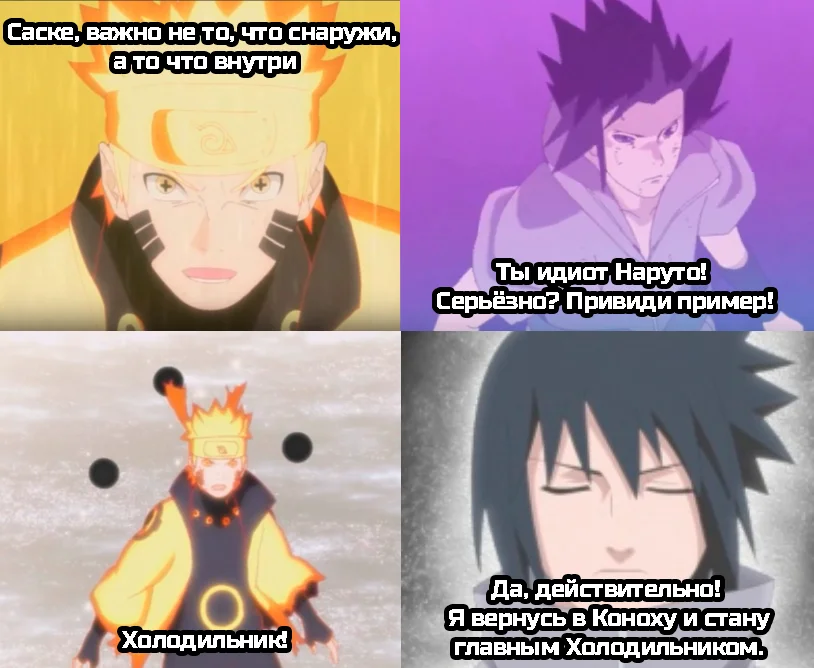 Саске, важно не то, что снаружи,
а то что внутри
Ты идиот Наруто!
Серьёзно? Привиди пример!
Холодильник!
Да, действительно!
Я вернусь в Коноху и стану
главным Холодильником.